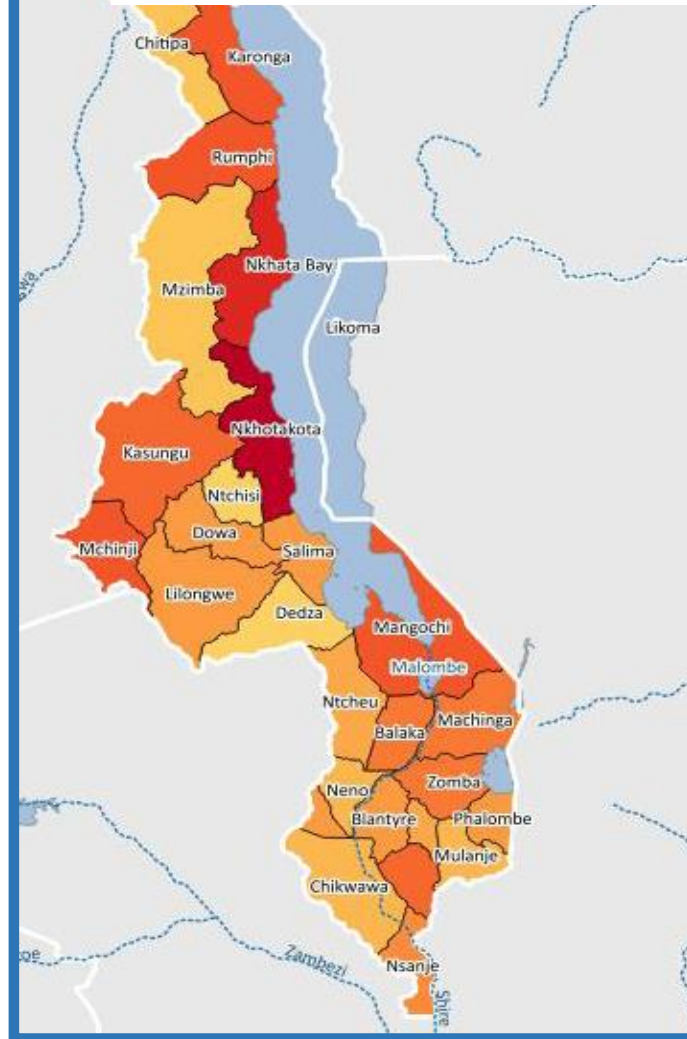 Chitipa
Karonga
Rumphi
Nkhata Bay
Mzimba
Likoma
Nkhotakota
Kasungu
Ntchisi
Dowa
Mchinji
Salima
Lilongwe
Dedza
Mangochi
Malombe
Ntcheu
Machinga
Balaka
Zomba
Neno
Blantyre
Phalombe
Mulanje
Chikwawa
Zambezi
Nsanje
Shire